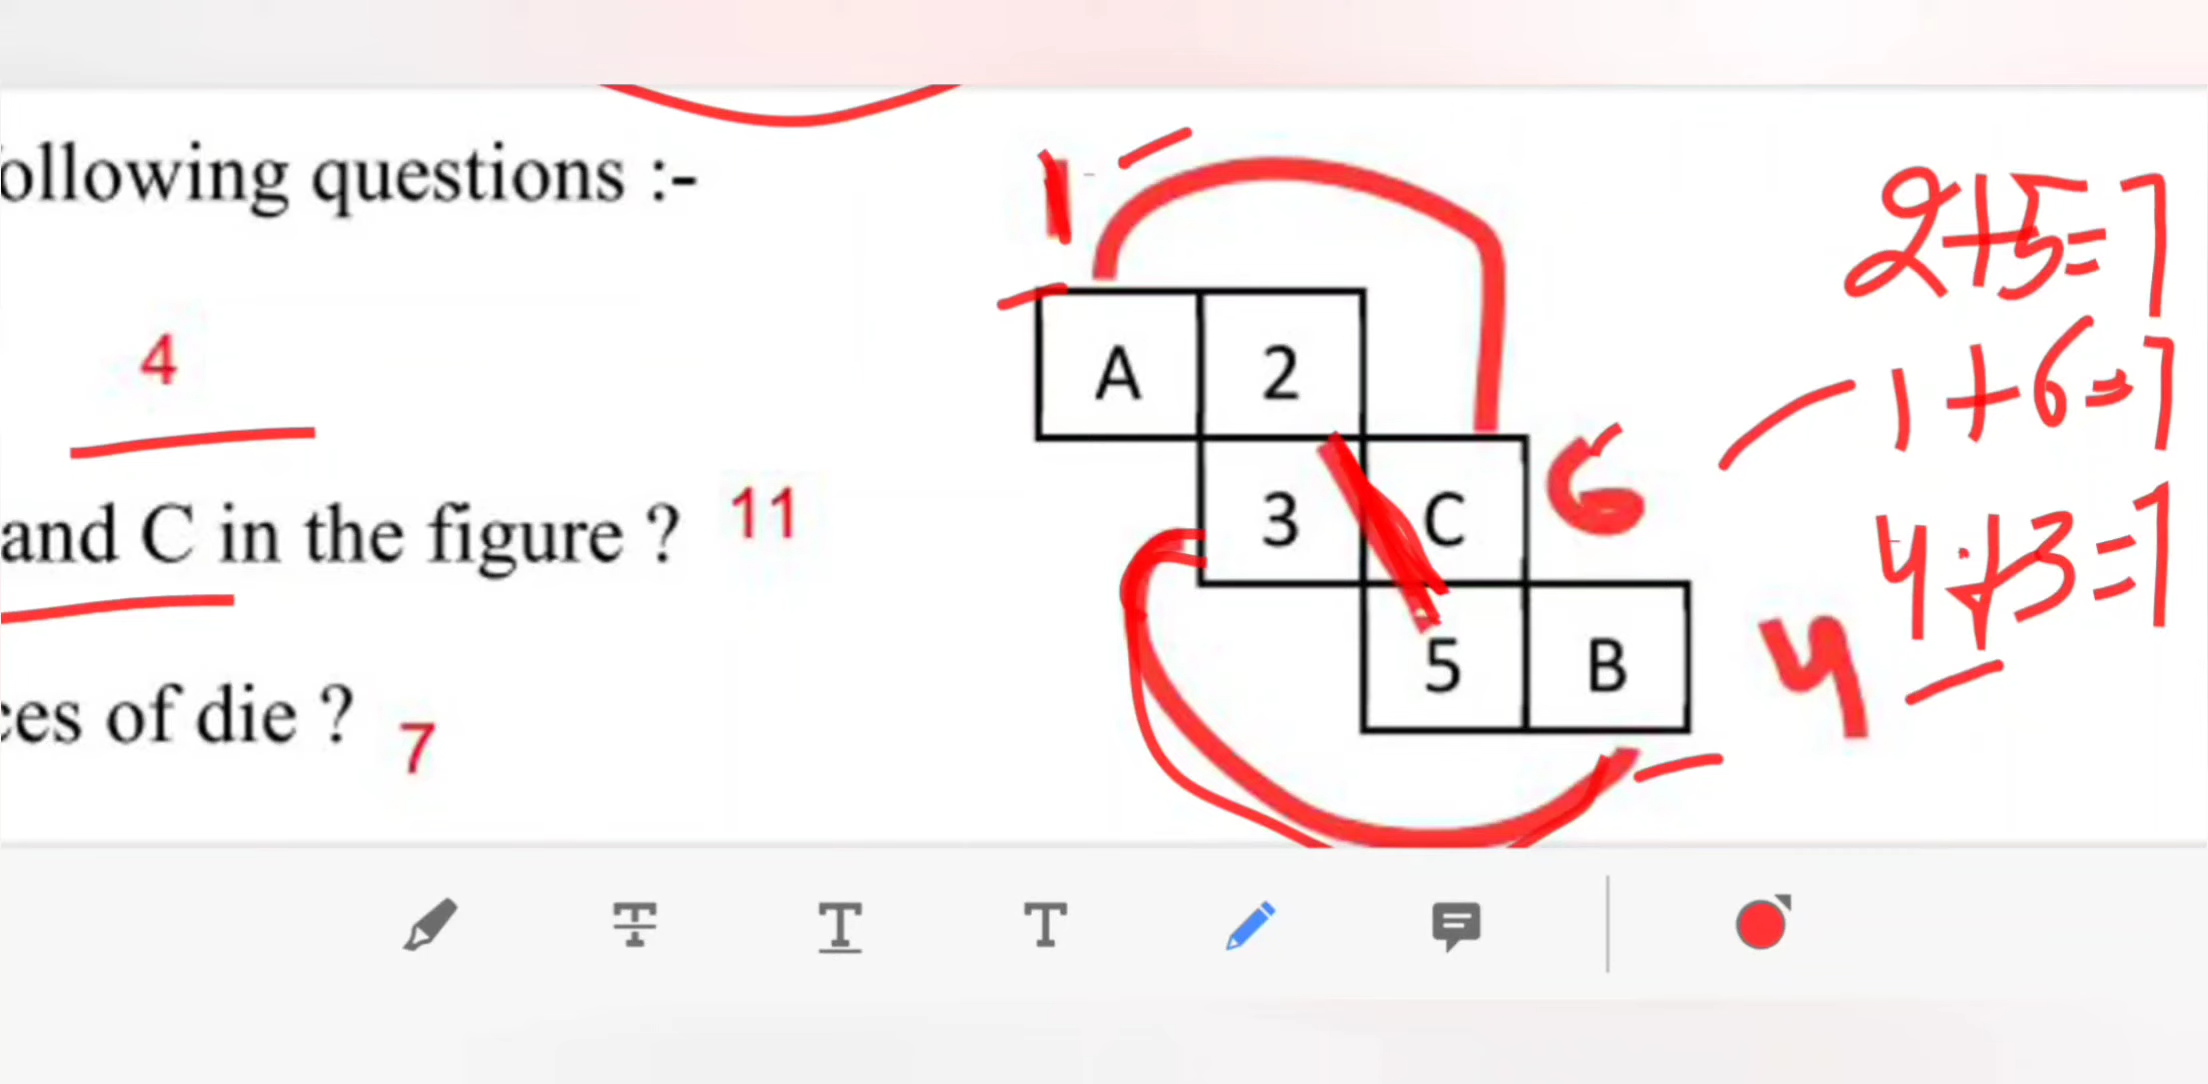 ollowing questions :-
4
and C in the figure ? 11
ces of die ? 7
1
A 2
3 C 6
5 B 4
2+5=7
1+6=7
4+3=7
T T T